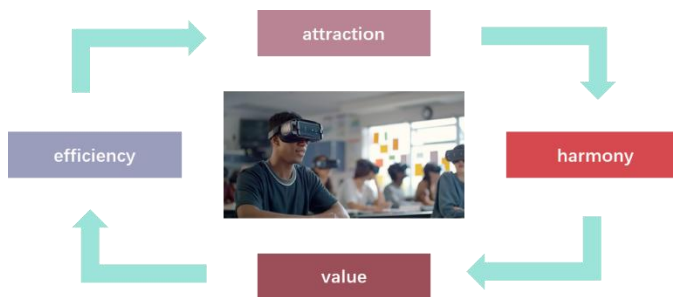 attraction
efficiency
harmony
value